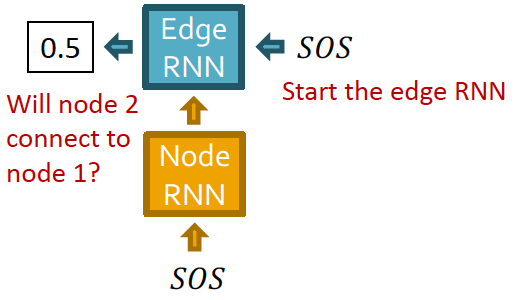 0.5
Edge
RNN
SOS
Start the edge RNN
Will node 2
connect to
node 1?
Node
RNN
SOS